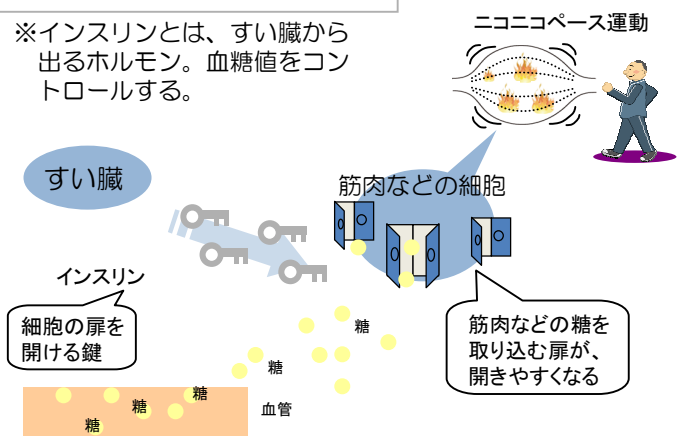 ※インスリンとは、すい臓から
出るホルモン。血糖値をコン
トロールする。
ニコニコペース運動
すい臓
筋肉などの細胞
インスリン
細胞の扉を
開ける鍵
筋肉などの糖を
取り込む扉が、
開きやすくなる
糖
糖
糖
糖
糖
血管